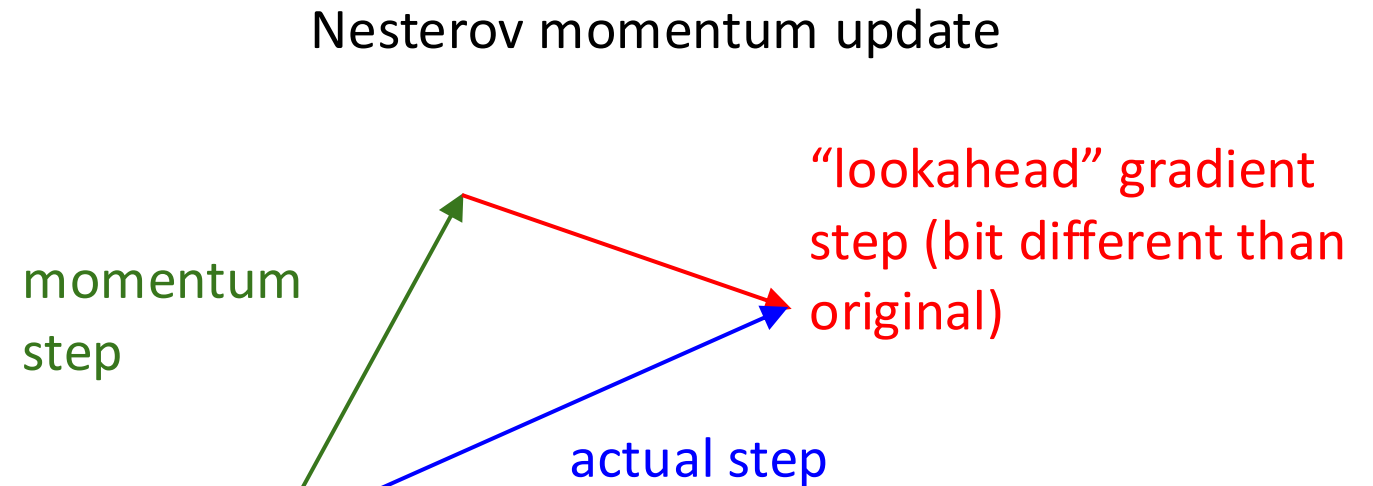 Nesterov momentum update
“lookahead” gradient
step (bit different than
original)
momentum
step
actual step